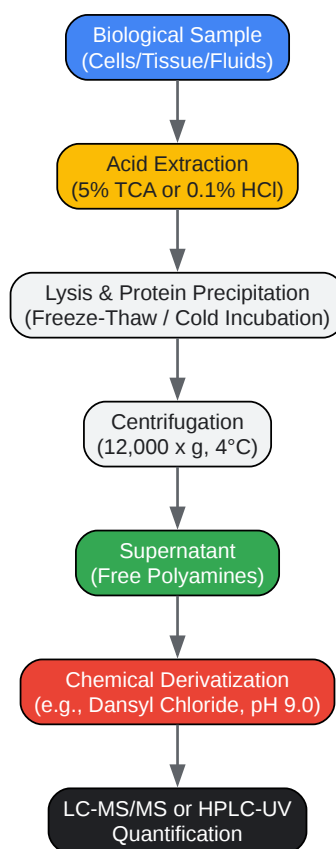 Biological Sample
(Cells/Tissue/Fluids)
Acid Extraction
(5% TCA or 0.1% HCl)
Lysis & Protein Precipitation
(Freeze-Thaw / Cold Incubation)
Centrifugation
(12,000 x g, 4°C)
Supernatant
(Free Polyamines)
Chemical Derivatization
(e.g., Dansyl Chloride, pH 9.0)
LC-MS/MS or HPLC-UV
Quantification